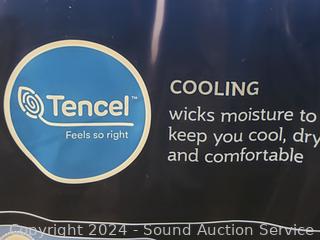 Tencel™
Feels so right
COOLING
wicks moisture to
keep you cool, dry
and comfortable
Copyright 2024 - Sound Auction Service